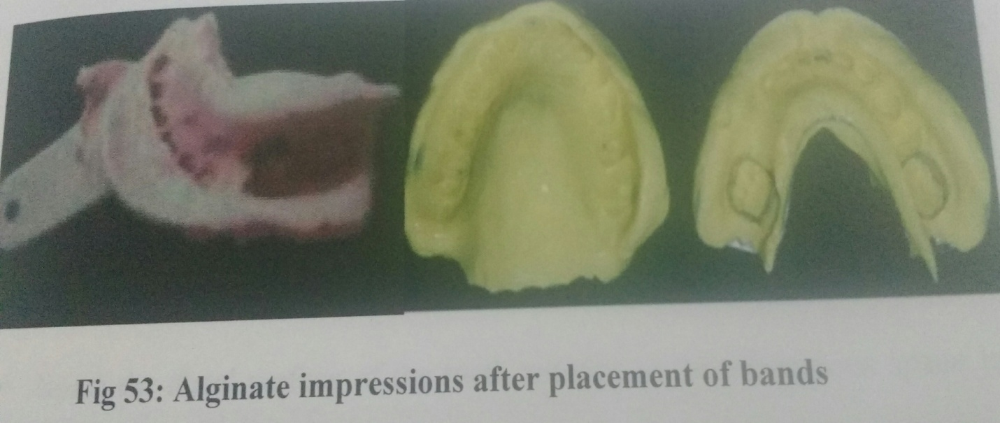 Fig 53: Alginate impressions after placement of bands